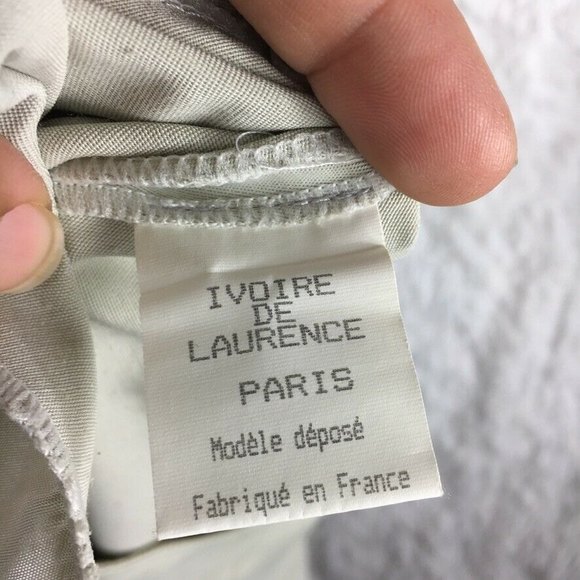 IVOIRE
DE
LAURENCE
PARIS
Modèle déposé
Fabriqué en France